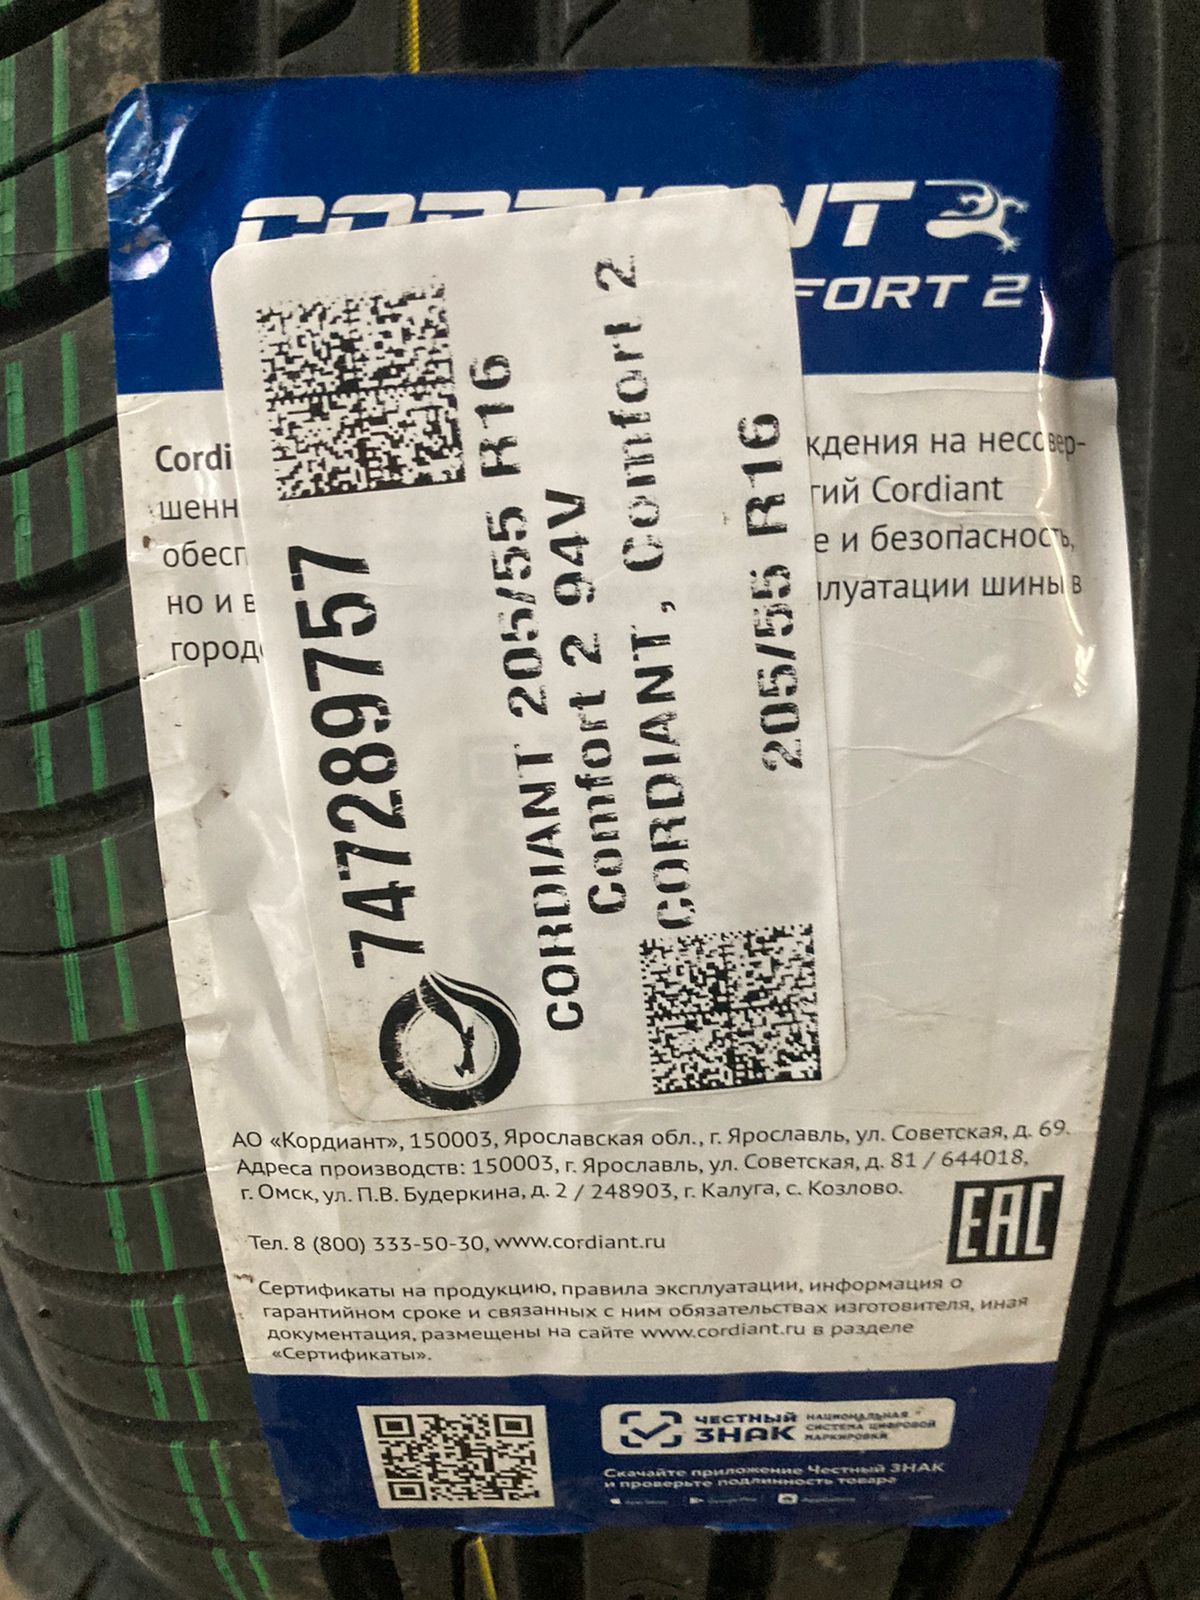 CORDIANT
FORT 2
Cordi
ждения на несовер-
шенн
гий Cordiant
обесп
е и безопасность,
но и в
плуатации шины в
город
747289757
CORDIANT 205/55 R16
Comfort 2 94V
CORDIANT, Comfort 2
205/55 R16
АО «Кордиант», 150003, Ярославская обл., г. Ярославль, ул. Советская, д. 69.
Адреса производств: 150003, г. Ярославль, ул. Советская, д. 81 / 644018,
г. Омск, ул. П.В. Будеркина, д. 2 / 248903, г. Калуга, с. Козлово.
EAC
Тел. 8 (800) 333-50-30, www.cordiant.ru
Сертификаты на продукцию, правила эксплуатации, информация о
гарантийном сроке и связанных с ним обязательствах изготовителя, иная
документация, размещены на сайте www.cordiant.ru в разделе
«Сертификаты».
ЧЕСТНЫЙ
ЗНАК
НАЦИОНАЛЬНАЯ
СИСТЕМА ЦИФРОВОЙ
МАРКИРОВКИ
Скачайте приложение Честный ЗНАК
и проверьте подлинность товара